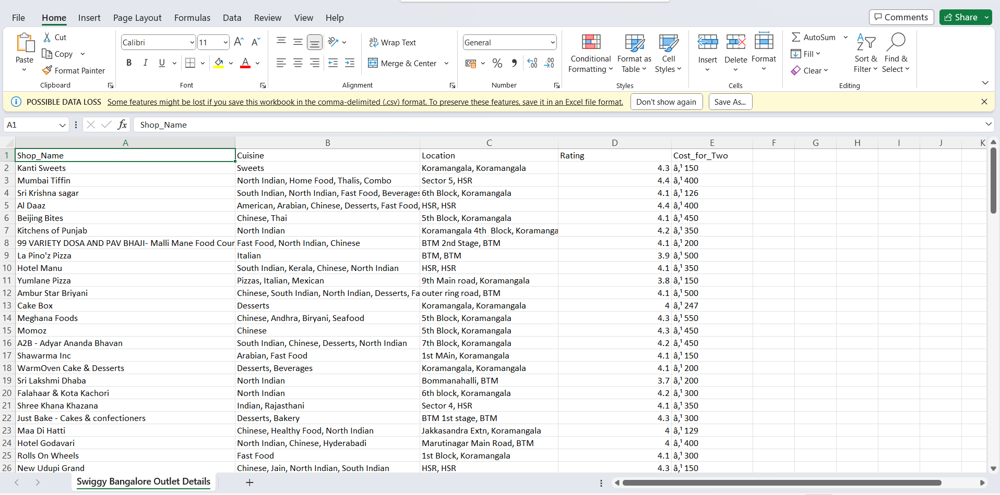 File Home Insert Page Layout Formulas Data Review View Help Comments Share
Paste Cut Copy Format Painter Clipboard
Calibri 11 B I U A Font
ab Wrap Text Merge & Center Alignment
General % Number
Conditional Formatting Format as Table Cell Styles Styles
Insert Delete Format Cells
AutoSum Fill Clear Sort & Filter Find & Select Editing
POSSIBLE DATA LOSS Some features might be lost if you save this workbook in the comma-delimited (.csv) format. To preserve these features, save it in an Excel file format. Don't show again Save As...
A1 fx Shop_Name
A B C D E F G H I J K
1 Shop_Name Cuisine Location Rating Cost_for_Two
2 Kanti Sweets Sweets Koramangala, Koramangala 4.3 â‚¹ 150
3 Mumbai Tiffin North Indian, Home Food, Thalis, Combo Sector 5, HSR 4.4 â‚¹ 400
4 Sri Krishna sagar South Indian, North Indian, Fast Food, Beverages 6th Block, Koramangala 4.1 â‚¹ 126
5 Al Daaz American, Arabian, Chinese, Desserts, Fast Food, HSR, HSR 4.4 â‚¹ 400
6 Beijing Bites Chinese, Thai 5th Block, Koramangala 4.1 â‚¹ 450
7 Kitchens of Punjab North Indian Koramangala 4th  Block, Koramanga 4.2 â‚¹ 350
8 99 VARIETY DOSA AND PAV BHAJI- Malli Mane Food Cour Fast Food, North Indian, Chinese BTM 2nd Stage, BTM 4.1 â‚¹ 200
9 La Pino'z Pizza Italian BTM, BTM 3.9 â‚¹ 500
10 Hotel Manu South Indian, Kerala, Chinese, North Indian HSR, HSR 4.1 â‚¹ 350
11 Yumlane Pizza Pizzas, Italian, Mexican 9th Main road, Koramangala 3.8 â‚¹ 150
12 Ambur Star Briyani Chinese, South Indian, North Indian, Desserts, Fa outer ring road, BTM 4.1 â‚¹ 500
13 Cake Box Desserts Koramangala, Koramangala 4 â‚¹ 247
14 Meghana Foods Chinese, Andhra, Biryani, Seafood 5th Block, Koramangala 4.3 â‚¹ 550
15 Momoz Chinese 5th Block, Koramangala 4.3 â‚¹ 450
16 A2B - Adyar Ananda Bhavan South Indian, Chinese, Desserts, North Indian 7th Block, Koramangala 4.2 â‚¹ 450
17 Shawarma Inc Arabian, Fast Food 1st MAin, Koramangala 4.1 â‚¹ 150
18 WarmOven Cake & Desserts Desserts, Beverages Koramangala, Koramangala 4.1 â‚¹ 200
19 Sri Lakshmi Dhaba North Indian Bommanahalli, BTM 3.7 â‚¹ 200
20 Falahaar & Kota Kachori North Indian 6th block, Koramangala 4.2 â‚¹ 300
21 Shree Khana Khazana Indian, Rajasthani Sector 4, HSR 4.1 â‚¹ 350
22 Just Bake - Cakes & confectioners Desserts, Bakery BTM 1st stage, BTM 4.3 â‚¹ 300
23 Maa Di Hatti Chinese, Healthy Food, North Indian Jakkasandra Extn, Koramangala 4 â‚¹ 129
24 Hotel Godavari North Indian, Chinese, Hyderabadi Marutinagar Main Road, BTM 4 â‚¹ 400
25 Rolls On Wheels Fast Food 1st Block, Koramangala 4.1 â‚¹ 300
26 New Udupi Grand Chinese, Jain, North Indian, South Indian HSR, HSR 4.3 â‚¹ 150
Swiggy Bangalore Outlet Details